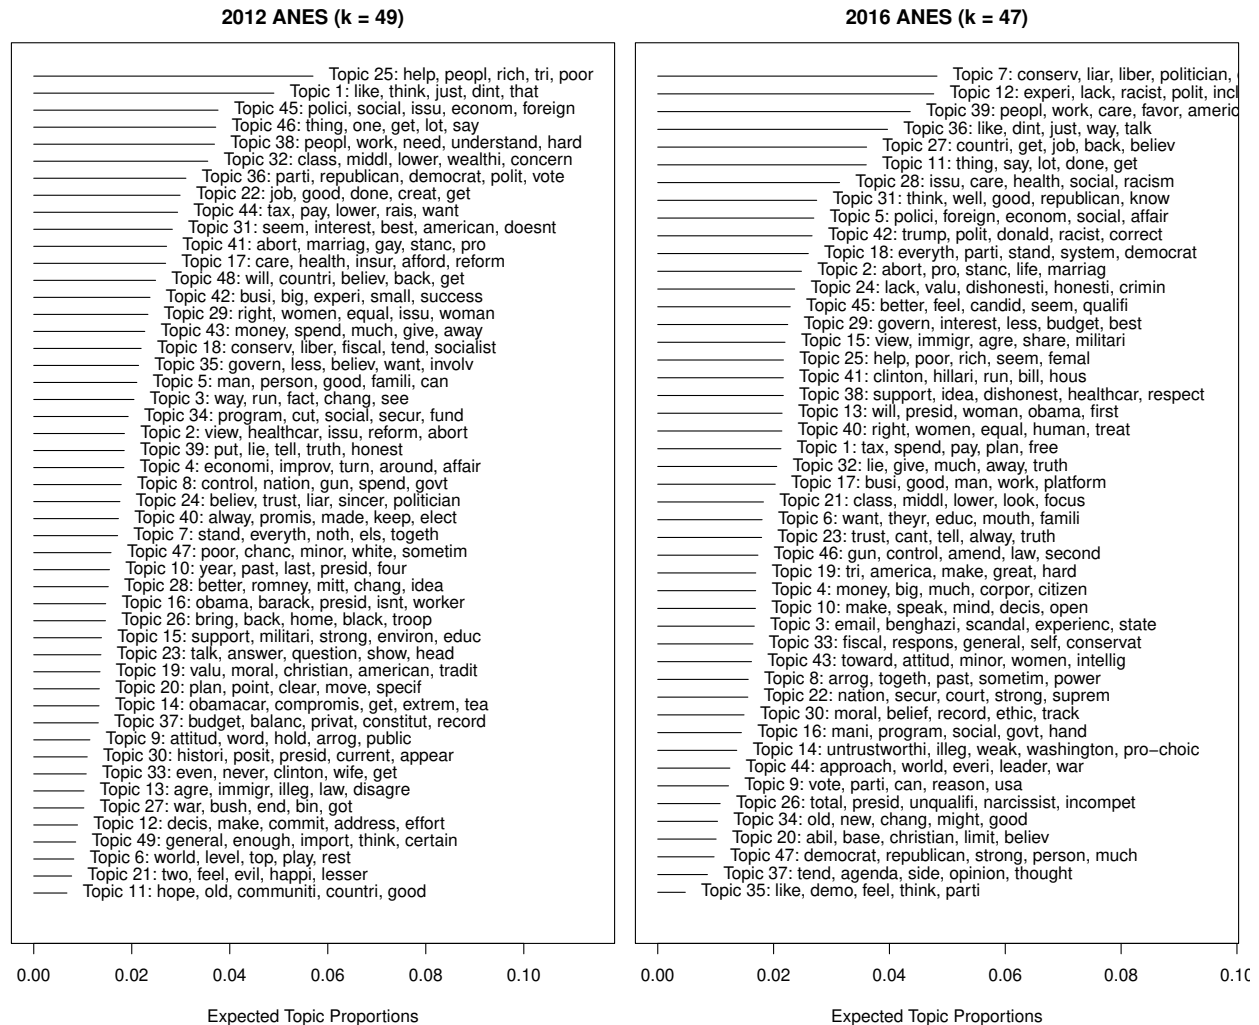 2012 ANES (k = 49)
Topic 25: help, peopl, rich, tri, poor
Topic 1: like, think, just, dint, that
Topic 45: polici, social, issu, econom, foreign
Topic 46: thing, one, get, lot, say
Topic 38: peopl, work, need, understand, hard
Topic 32: class, middl, lower, wealthi, concern
Topic 36: parti, republican, democrat, polit, vote
Topic 22: job, good, done, creat, get
Topic 44: tax, pay, lower, rais, want
Topic 31: seem, interest, best, american, doesnt
Topic 41: abort, marriag, gay, stanc, pro
Topic 17: care, health, insur, afford, reform
Topic 48: will, countri, believ, back, get
Topic 42: busi, big, experi, small, success
Topic 29: right, women, equal, issu, woman
Topic 43: money, spend, much, give, away
Topic 18: conserv, liber, fiscal, tend, socialist
Topic 35: govern, less, believ, want, involv
Topic 5: man, person, good, famili, can
Topic 3: way, run, fact, chang, see
Topic 34: program, cut, social, secur, fund
Topic 2: view, healthcar, issu, reform, abort
Topic 39: put, lie, tell, truth, honest
Topic 4: economi, improv, turn, around, affair
Topic 8: control, nation, gun, spend, govt
Topic 24: believ, trust, liar, sincer, politician
Topic 40: alway, promis, made, keep, elect
Topic 7: stand, everyth, noth, els, togeth
Topic 47: poor, chanc, minor, white, sometim
Topic 10: year, past, last, presid, four
Topic 28: better, romney, mitt, chang, idea
Topic 16: obama, barack, presid, isnt, worker
Topic 26: bring, back, home, black, troop
Topic 15: support, militari, strong, environ, educ
Topic 23: talk, answer, question, show, head
Topic 19: valu, moral, christian, american, tradit
Topic 20: plan, point, clear, move, specif
Topic 14: obamacar, compromis, get, extrem, tea
Topic 37: budget, balanc, privat, constitut, record
Topic 9: attitud, word, hold, arrog, public
Topic 30: histori, posit, presid, current, appear
Topic 33: even, never, clinton, wife, get
Topic 13: agre, immigr, illeg, law, disagre
Topic 27: war, bush, end, bin, got
Topic 12: decis, make, commit, address, effort
Topic 49: general, enough, import, think, certain
Topic 6: world, level, top, play, rest
Topic 21: two, feel, evil, happi, lesser
Topic 11: hope, old, communiti, countri, good
0.00 0.02 0.04 0.06 0.08 0.10
Expected Topic Proportions
2016 ANES (k = 47)
Topic 7: conserv, liar, liber, politician,
Topic 12: experi, lack, racist, polit, incl
Topic 39: peopl, work, care, favor, americ
Topic 36: like, dint, just, way, talk
Topic 27: countri, get, job, back, believ
Topic 11: thing, say, lot, done, get
Topic 28: issu, care, health, social, racism
Topic 31: think, well, good, republican, know
Topic 5: polici, foreign, econom, social, affair
Topic 42: trump, polit, donald, racist, correct
Topic 18: everyth, parti, stand, system, democrat
Topic 2: abort, pro, stanc, life, marriag
Topic 24: lack, valu, dishonesti, honesti, crimin
Topic 45: better, feel, candid, seem, qualifi
Topic 29: govern, interest, less, budget, best
Topic 15: view, immigr, agre, share, militari
Topic 25: help, poor, rich, seem, femal
Topic 41: clinton, hillari, run, bill, hous
Topic 38: support, idea, dishonest, healthcar, respect
Topic 13: will, presid, woman, obama, first
Topic 40: right, women, equal, human, treat
Topic 1: tax, spend, pay, plan, free
Topic 32: lie, give, much, away, truth
Topic 17: busi, good, man, work, platform
Topic 21: class, middl, lower, look, focus
Topic 6: want, theyr, educ, mouth, famili
Topic 23: trust, cant, tell, alway, truth
Topic 46: gun, control, amend, law, second
Topic 19: tri, america, make, great, hard
Topic 4: money, big, much, corpor, citizen
Topic 10: make, speak, mind, decis, open
Topic 3: email, benghazi, scandal, experienc, state
Topic 33: fiscal, respons, general, self, conservat
Topic 43: toward, attitud, minor, women, intellig
Topic 8: arrog, togeth, past, sometim, power
Topic 22: nation, secur, court, strong, suprem
Topic 30: moral, belief, record, ethic, track
Topic 16: mani, program, social, govt, hand
Topic 14: untrustworthi, illeg, weak, washington, pro−choic
Topic 44: approach, world, everi, leader, war
Topic 9: vote, parti, can, reason, usa
Topic 26: total, presid, unqualifi, narcissist, incompet
Topic 34: old, new, chang, might, good
Topic 20: abil, base, christian, limit, believ
Topic 47: democrat, republican, strong, person, much
Topic 37: tend, agenda, side, opinion, thought
Topic 35: like, demo, feel, think, parti
0.00 0.02 0.04 0.06 0.08 0.10
Expected Topic Proportions